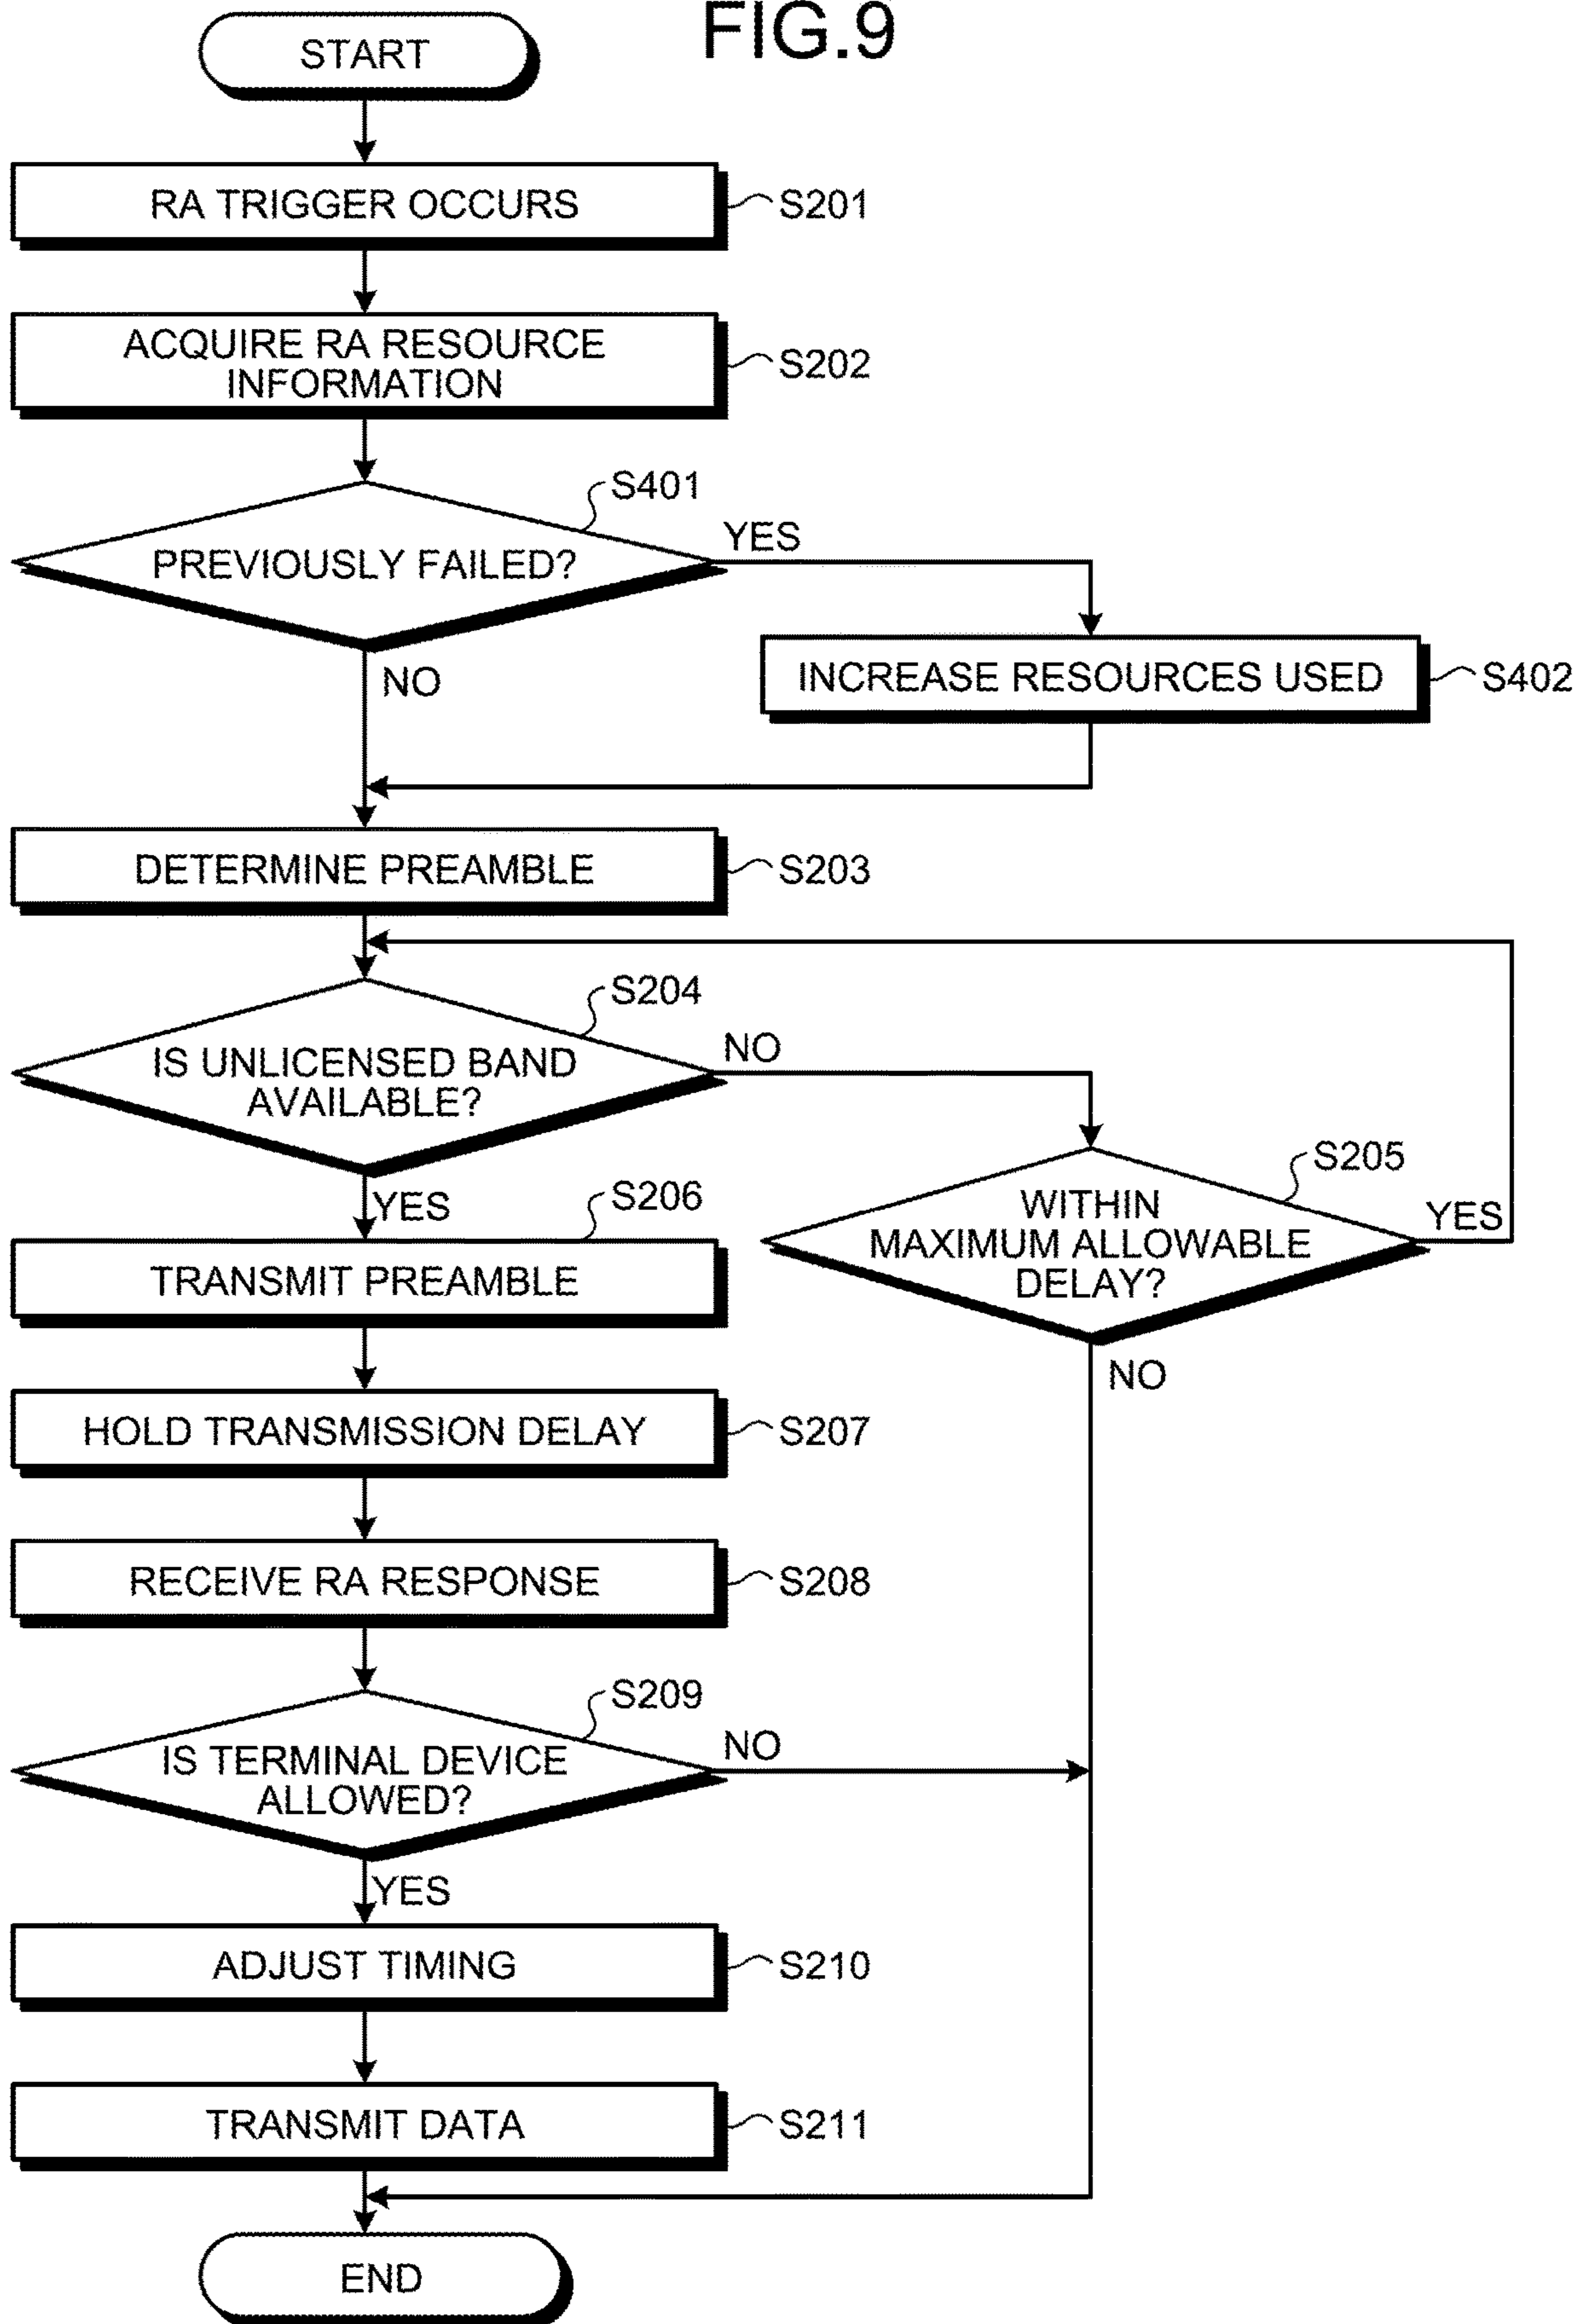 FIG.9
START
RA TRIGGER OCCURS
S201
ACQUIRE RA RESOURCE
INFORMATION
S202
S401
PREVIOUSLY FAILED?
YES
NO
INCREASE RESOURCES USED
S402
DETERMINE PREAMBLE
S203
S204
IS UNLICENSED BAND
AVAILABLE?
NO
YES
S205
WITHIN
MAXIMUM ALLOWABLE
DELAY?
YES
NO
S206
TRANSMIT PREAMBLE
HOLD TRANSMISSION DELAY
S207
RECEIVE RA RESPONSE
S208
S209
IS TERMINAL DEVICE
ALLOWED?
NO
YES
ADJUST TIMING
S210
TRANSMIT DATA
S211
END